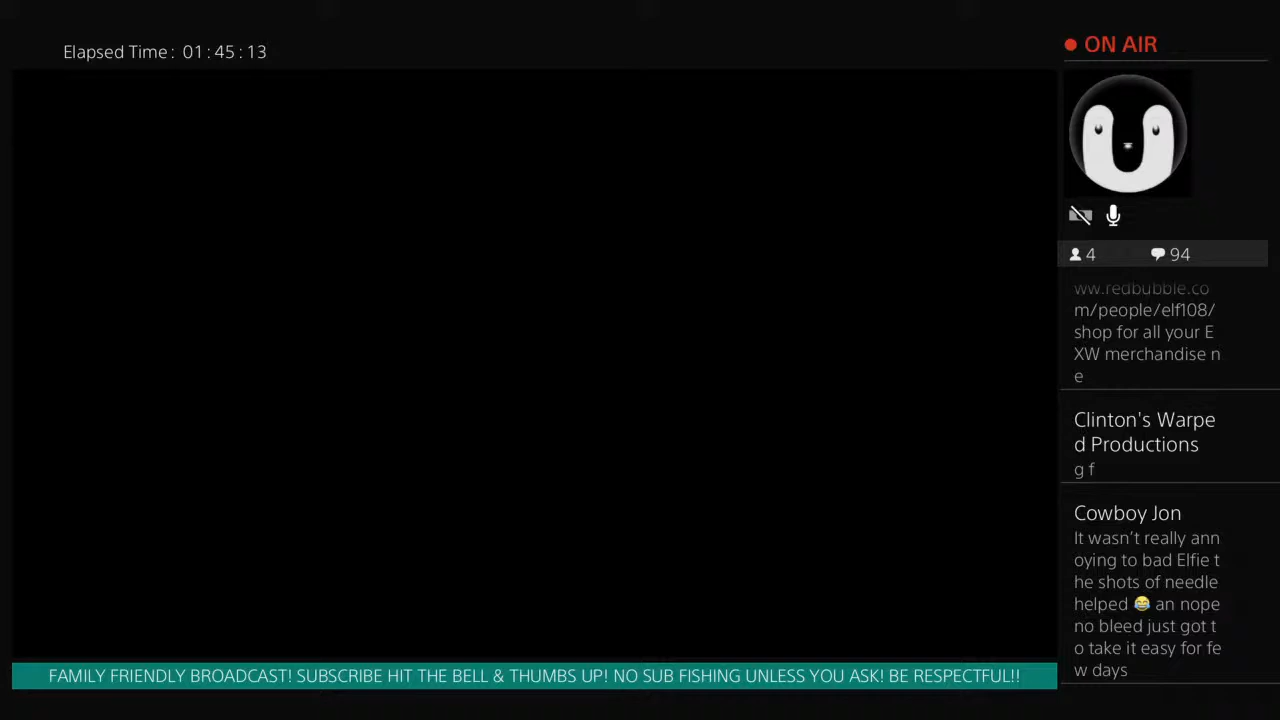 Elapsed Time: 01:45:13
ON AIR
4 94
ww.redbubble.co
m/people/elf108/
shop for all your E
XW merchandise n
e
Clinton's Warpe
d Productions
g f
Cowboy Jon
It wasn't really ann
oying to bad Elfie t
he shots of needle
helped 😂 an nope
no bleed just got t
o take it easy for fe
w days
FAMILY FRIENDLY BROADCAST! SUBSCRIBE HIT THE BELL & THUMBS UP! NO SUB FISHING UNLESS YOU ASK! BE RESPECTFUL!!